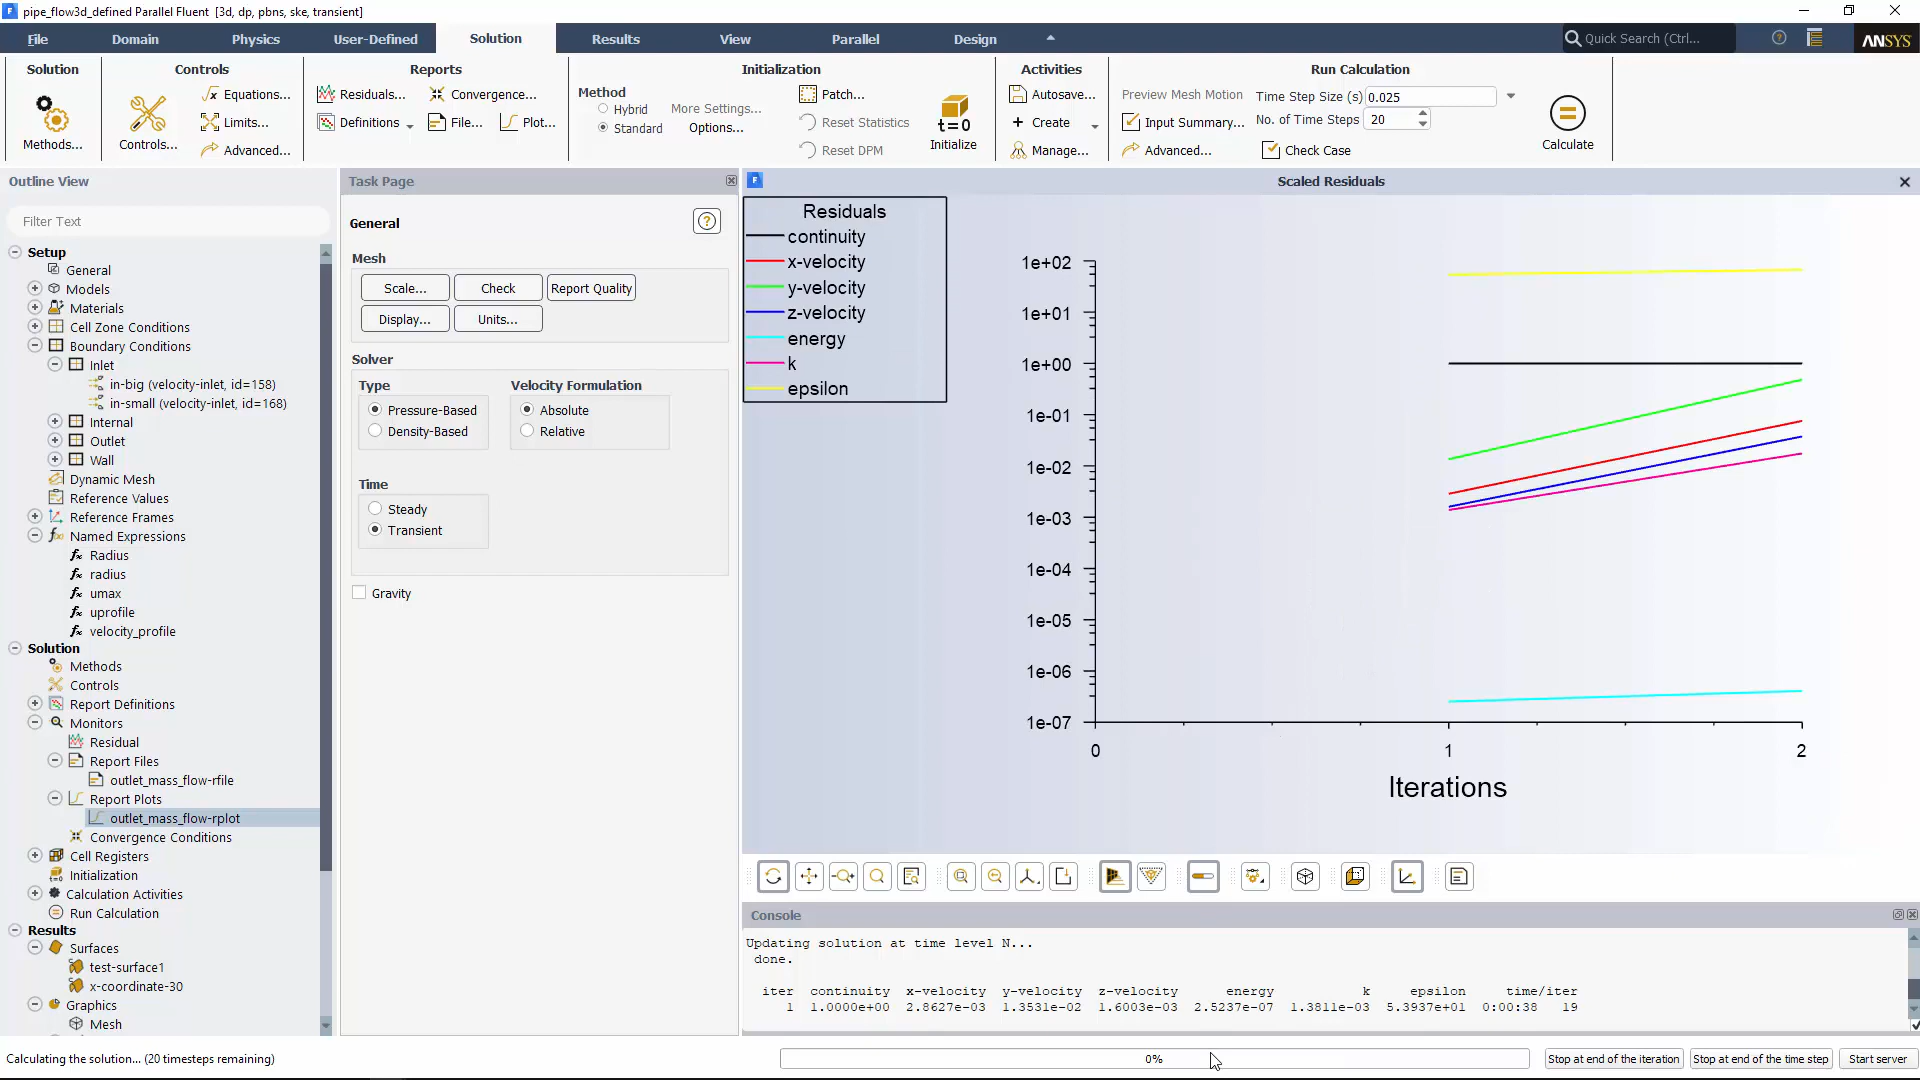 pipe_flow3d_defined Parallel Fluent [3d, dp, pbns, ske, transient]
File Domain Physics User-Defined Solution Results View Parallel Design Quick Search (Ctrl... ANSYS
Solution Controls Reports Initialization Activities Run Calculation
Methods...
Controls...
Equations...
Limits...
Advanced...
Residuals... Convergence...
Definitions File... Plot...
Method
Hybrid
Standard
More Settings...
Options...
Patch...
Reset Statistics
Reset DPM
t=0
Initialize
Autosave...
Create
Manage...
Preview Mesh Motion Time Step Size (s) 0.025
Input Summary... No. of Time Steps 20
Advanced... Check Case
Calculate
Outline View
Filter Text
Setup
General
Models
Materials
Cell Zone Conditions
Boundary Conditions
Inlet
in-big (velocity-inlet, id=158)
in-small (velocity-inlet, id=168)
Internal
Outlet
Wall
Dynamic Mesh
Reference Values
Reference Frames
Named Expressions
Radius
radius
umax
uprofile
velocity_profile
Solution
Methods
Controls
Report Definitions
Monitors
Residual
Report Files
outlet_mass_flow-rfile
Report Plots
outlet_mass_flow-rplot
Convergence Conditions
Cell Registers
Initialization
Calculation Activities
Run Calculation
Results
Surfaces
test-surface1
x-coordinate-30
Graphics
Mesh
Task Page
General
Mesh
Scale... Check Report Quality
Display... Units...
Solver
Type
Pressure-Based
Density-Based
Velocity Formulation
Absolute
Relative
Time
Steady
Transient
Gravity
Scaled Residuals
Residuals
continuity
x-velocity
y-velocity
z-velocity
energy
k
epsilon
1e+02
1e+01
1e+00
1e-01
1e-02
1e-03
1e-04
1e-05
1e-06
1e-07
0 1 2
Iterations
Console
Updating solution at time level N...
done.
iter continuity x-velocity y-velocity z-velocity energy k epsilon time/iter
1 1.0000e+00 2.8627e-03 1.3531e-02 1.6003e-03 2.5237e-07 1.3811e-03 5.3937e+01 0:00:38 19
Calculating the solution... (20 timesteps remaining) 0% Stop at end of the iteration Stop at end of the time step Start server